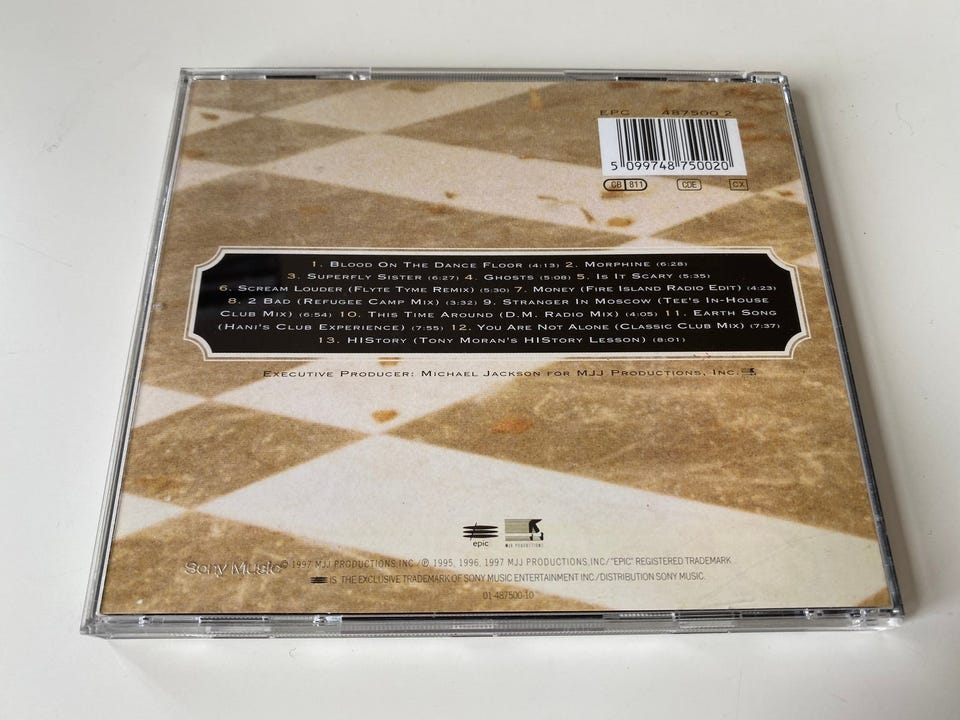 EPC 487500 2
5 099748 750020
GB 811 CDE CX
1. Blood On The Dance Floor (4:13) 2. Morphine (6:28)
3. Superfly Sister (6:27) 4. Ghosts (5:08) 5. Is It Scary (5:35)
6. Scream Louder (Flyte Tyme Remix) (5:30) 7. Money (Fire Island Radio Edit) (4:23)
8. 2 Bad (Refugee Camp Mix) (3:32) 9. Stranger In Moscow (Tee's In-House
Club Mix) (6:54) 10. This Time Around (D.M. Radio Mix) (4:05) 11. Earth Song
(Hani's Club Experience) (7:55) 12. You Are Not Alone (Classic Club Mix) (7:37)
13. HIStory (Tony Moran's HIStory Lesson) (8:01)
Executive Producer: Michael Jackson for MJJ Productions, Inc.
epic MJJ PRODUCTIONS
Sony Music © 1997 MJJ PRODUCTIONS INC/℗ 1995, 1996, 1997 MJJ PRODUCTIONS INC/"EPIC" REGISTERED TRADEMARK
IS THE EXCLUSIVE TRADEMARK OF SONY MUSIC ENTERTAINMENT INC./DISTRIBUTION SONY MUSIC.
01-487500-10